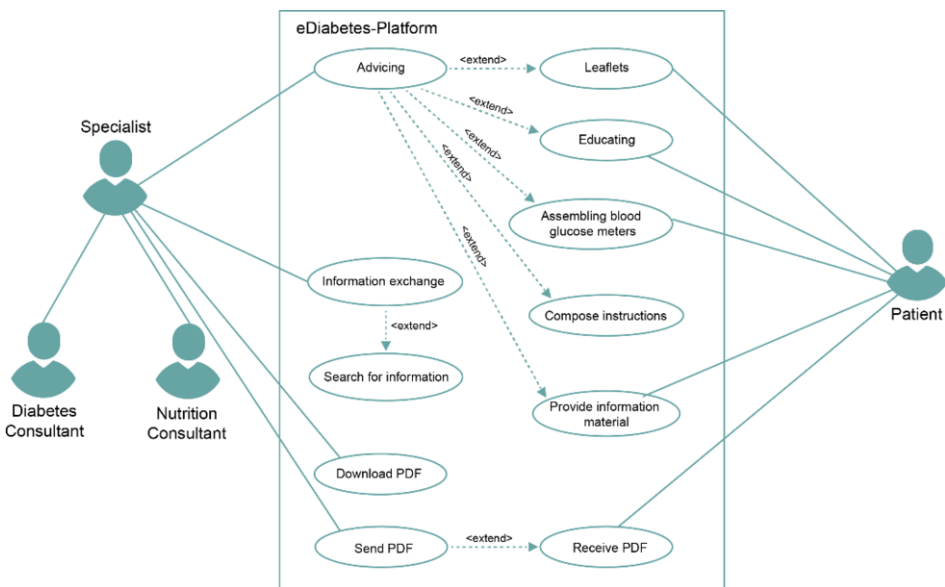 eDiabetes-Platform
Advicing
<extend>
Leaflets
<extend>
Educating
Specialist
<extend>
<extend>
Assembling blood
glucose meters
<extend>
Information exchange
Patient
Compose instructions
<extend>
Search for information
Diabetes
Consultant
Nutrition
Consultant
Provide information
material
Download PDF
Send PDF
<extend>
Receive PDF